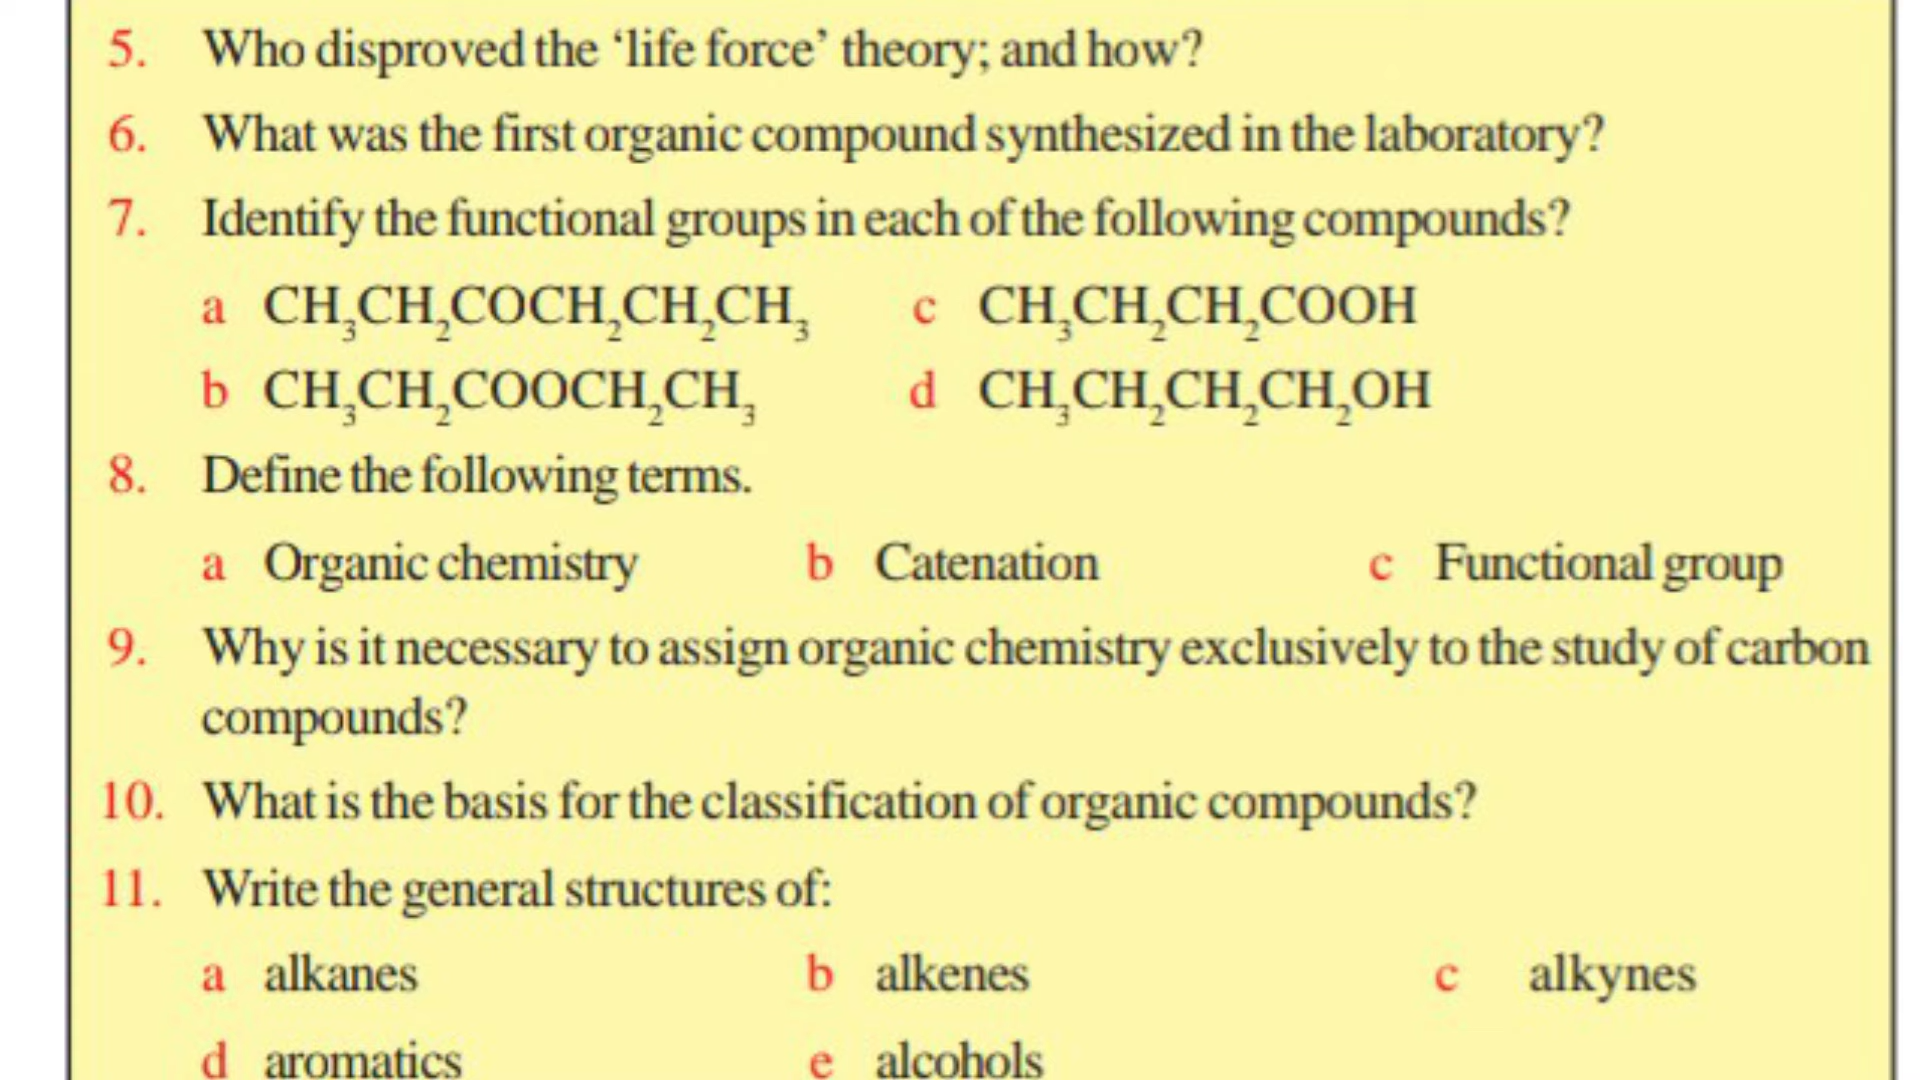 5. Who disproved the ‘life force’ theory; and how?
6. What was the first organic compound synthesized in the laboratory?
7. Identify the functional groups in each of the following compounds?
a CH₃CH₂COCH₂CH₂CH₃ c CH₃CH₂CH₂COOH
b CH₃CH₂COOCH₂CH₃ d CH₃CH₂CH₂CH₂OH
8. Define the following terms.
a Organic chemistry b Catenation c Functional group
9. Why is it necessary to assign organic chemistry exclusively to the study of carbon
compounds?
10. What is the basis for the classification of organic compounds?
11. Write the general structures of:
a alkanes b alkenes c alkynes
d aromatics e alcohols